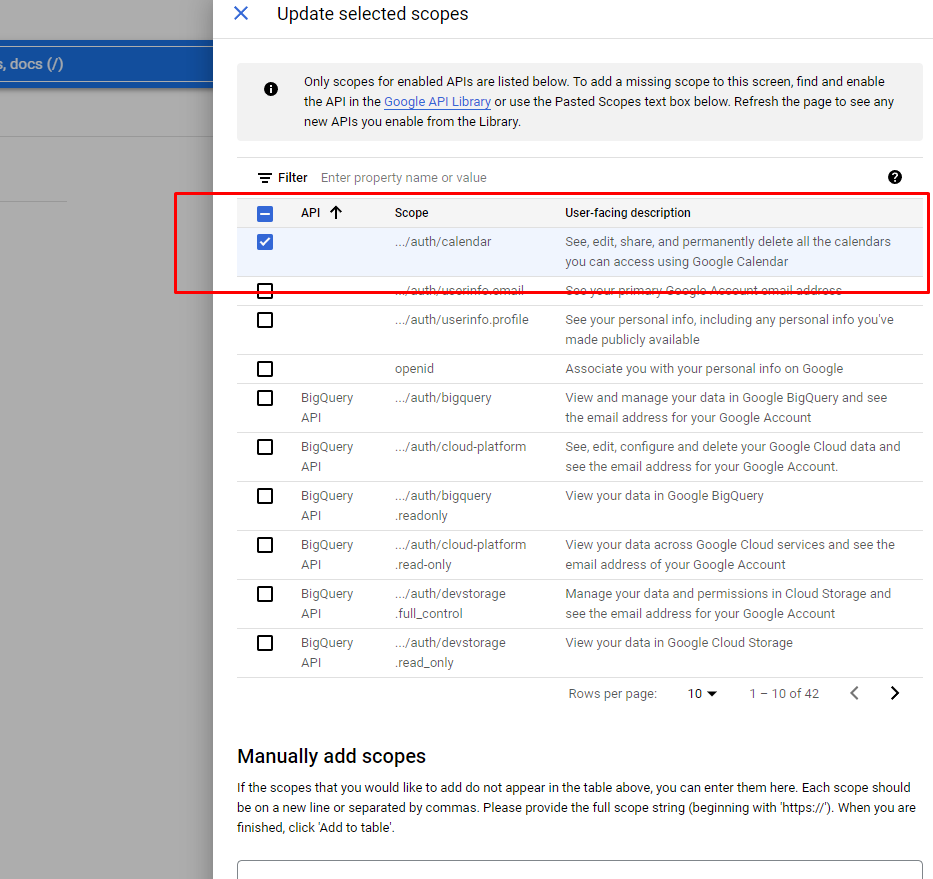 Update selected scopes
s, docs (/)
Only scopes for enabled APIs are listed below. To add a missing scope to this screen, find and enable
the API in the Google API Library or use the Pasted Scopes text box below. Refresh the page to see any
new APIs you enable from the Library.
Filter Enter property name or value
API Scope User-facing description
.../auth/calendar See, edit, share, and permanently delete all the calendars
you can access using Google Calendar
.../auth/userinfo.email See your primary Google Account email address
.../auth/userinfo.profile See your personal info, including any personal info you've
made publicly available
openid Associate you with your personal info on Google
BigQuery .../auth/bigquery View and manage your data in Google BigQuery and see
API the email address for your Google Account
BigQuery .../auth/cloud-platform See, edit, configure and delete your Google Cloud data and
API see the email address for your Google Account.
BigQuery .../auth/bigquery View your data in Google BigQuery
API .readonly
BigQuery .../auth/cloud-platform View your data across Google Cloud services and see the
API .read-only email address of your Google Account
BigQuery .../auth/devstorage Manage your data and permissions in Cloud Storage and
API .full_control see the email address for your Google Account
BigQuery .../auth/devstorage View your data in Google Cloud Storage
API .read_only
Rows per page: 10 1 – 10 of 42
Manually add scopes
If the scopes that you would like to add do not appear in the table above, you can enter them here. Each scope should
be on a new line or separated by commas. Please provide the full scope string (beginning with 'https://'). When you are
finished, click 'Add to table'.